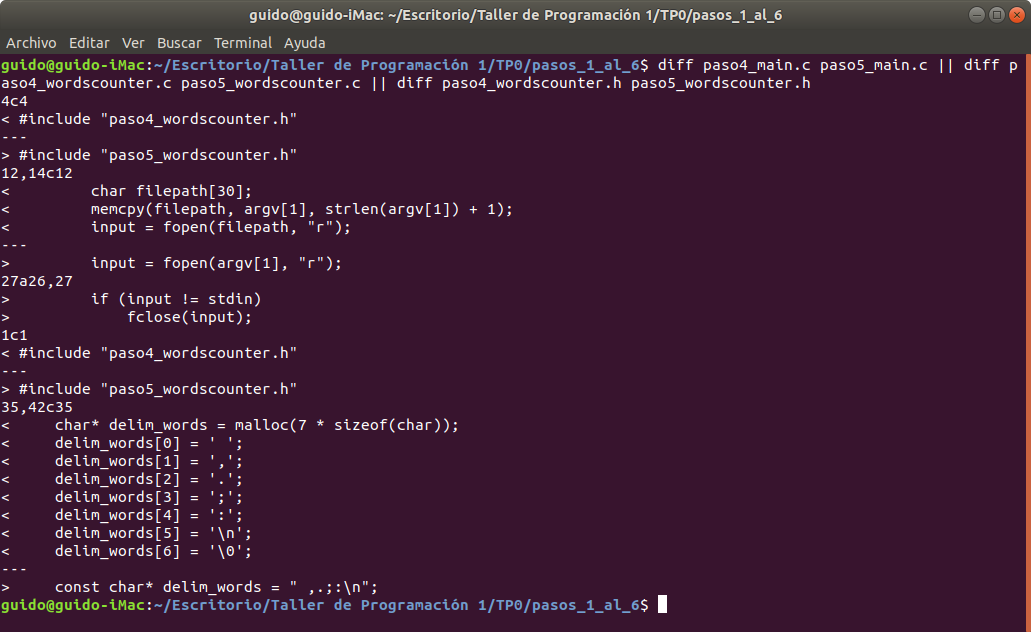 guido@guido-iMac: ~/Escritorio/Taller de Programación 1/TP0/pasos_1_al_6
Archivo Editar Ver Buscar Terminal Ayuda
guido@guido-iMac:~/Escritorio/Taller de Programación 1/TP0/pasos_1_al_6$ diff paso4_main.c paso5_main.c || diff p
aso4_wordscounter.c paso5_wordscounter.c || diff paso4_wordscounter.h paso5_wordscounter.h
4c4
< #include "paso4_wordscounter.h"
---
> #include "paso5_wordscounter.h"
12,14c12
<         char filepath[30];
<         memcpy(filepath, argv[1], strlen(argv[1]) + 1);
<         input = fopen(filepath, "r");
---
>         input = fopen(argv[1], "r");
27a26,27
>         if (input != stdin)
>             fclose(input);
1c1
< #include "paso4_wordscounter.h"
---
> #include "paso5_wordscounter.h"
35,42c35
<     char* delim_words = malloc(7 * sizeof(char));
<     delim_words[0] = ' ';
<     delim_words[1] = ',';
<     delim_words[2] = '.';
<     delim_words[3] = ';';
<     delim_words[4] = ':';
<     delim_words[5] = '\n';
<     delim_words[6] = '\0';
---
>     const char* delim_words = " ,.;:\n";
guido@guido-iMac:~/Escritorio/Taller de Programación 1/TP0/pasos_1_al_6$